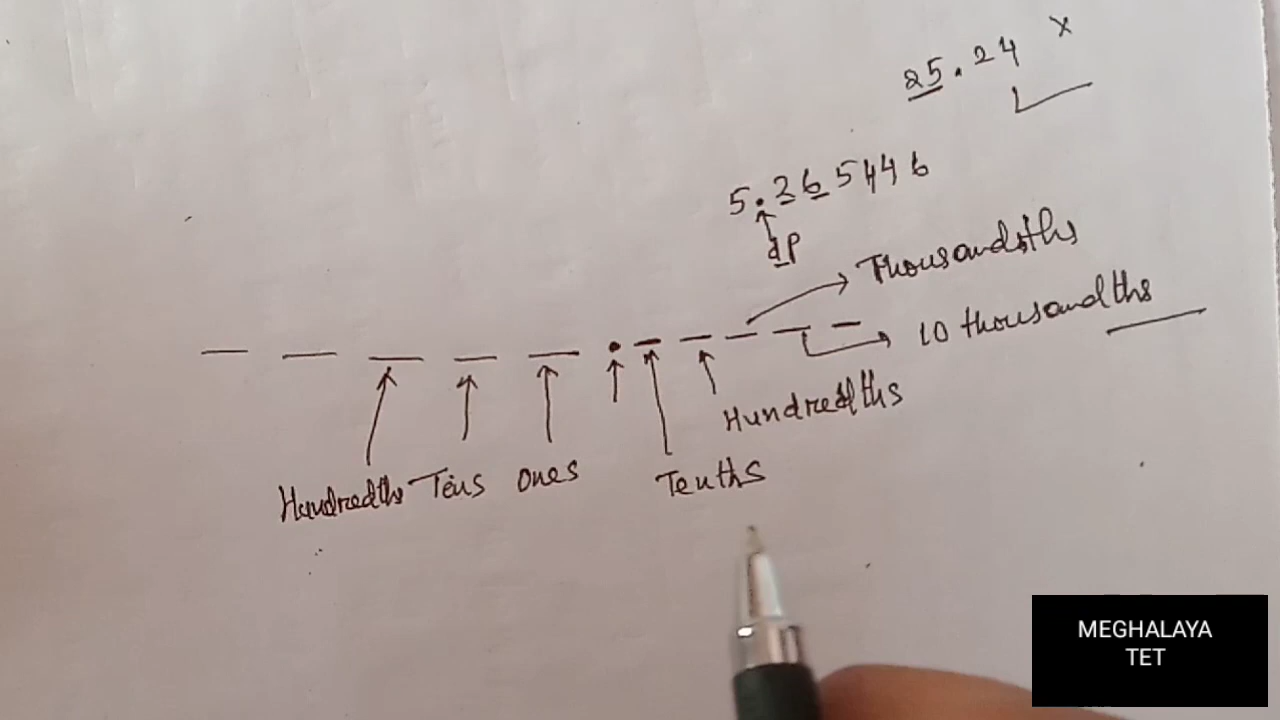 25.24 x
5.365446
dp
Thousandths
10 thousandths
Hundredths
Hundredths Tens ones
Tenths
MEGHALAYA
TET